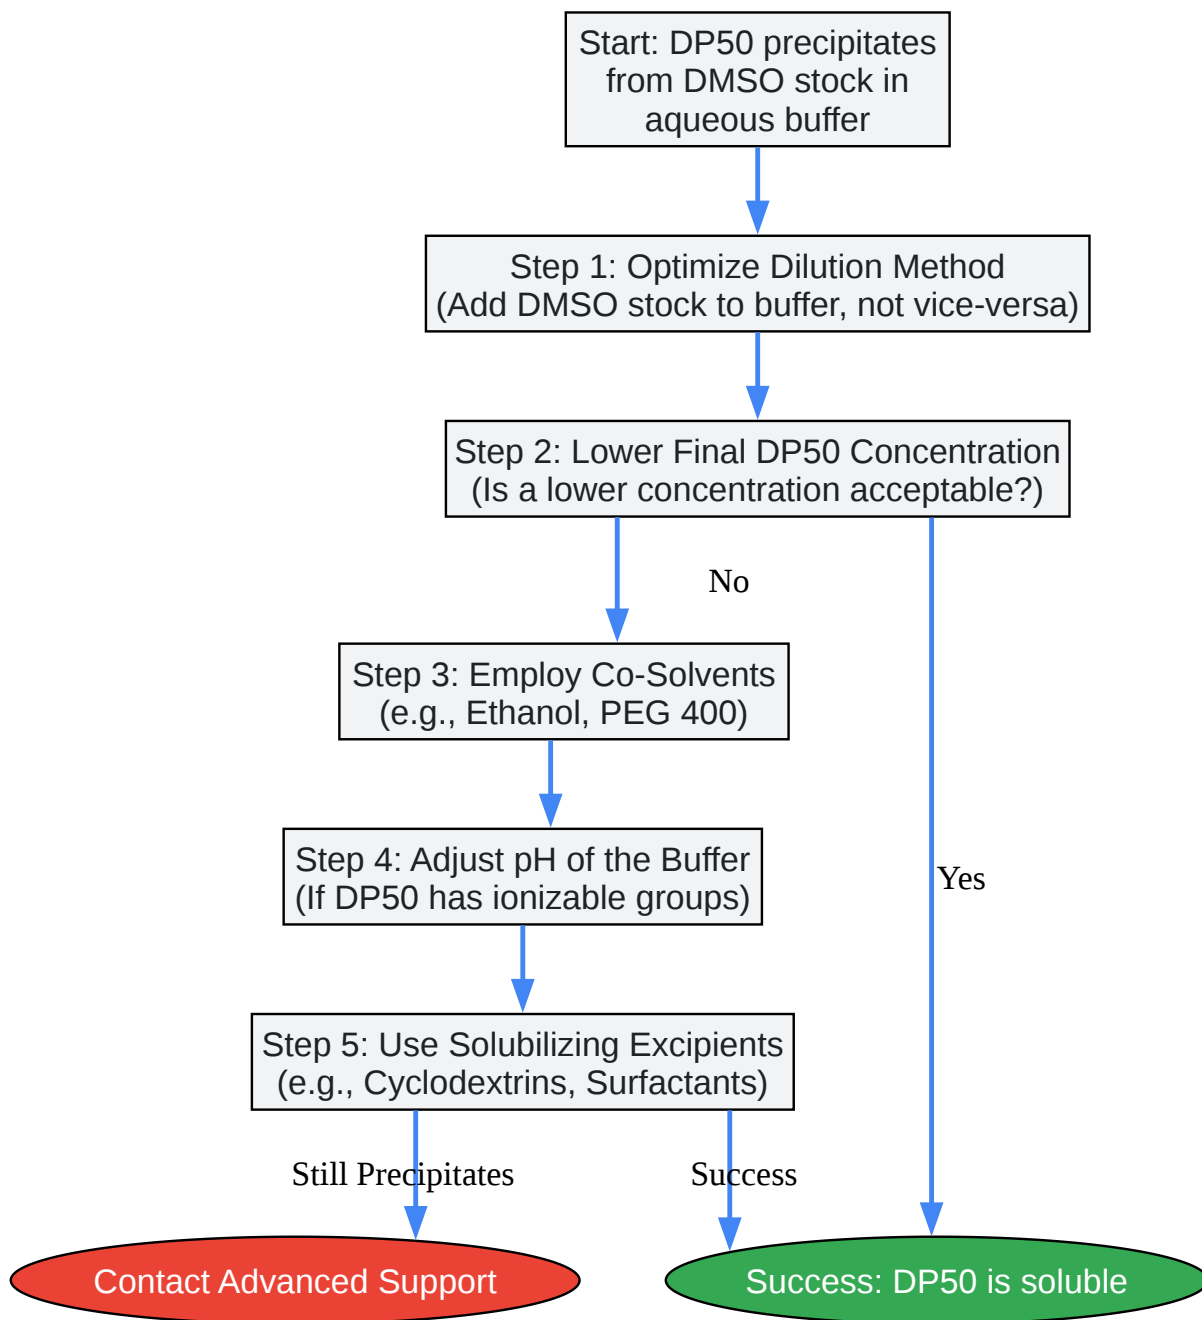 Start: DP50 precipitates
from DMSO stock in
aqueous buffer
Step 1: Optimize Dilution Method
(Add DMSO stock to buffer, not vice-versa)
Step 2: Lower Final DP50 Concentration
(Is a lower concentration acceptable?)
No
Step 3: Employ Co-Solvents
(e.g., Ethanol, PEG 400)
Step 4: Adjust pH of the Buffer
(If DP50 has ionizable groups)
Yes
Step 5: Use Solubilizing Excipients
(e.g., Cyclodextrins, Surfactants)
Still Precipitates
Success
Contact Advanced Support
Success: DP50 is soluble